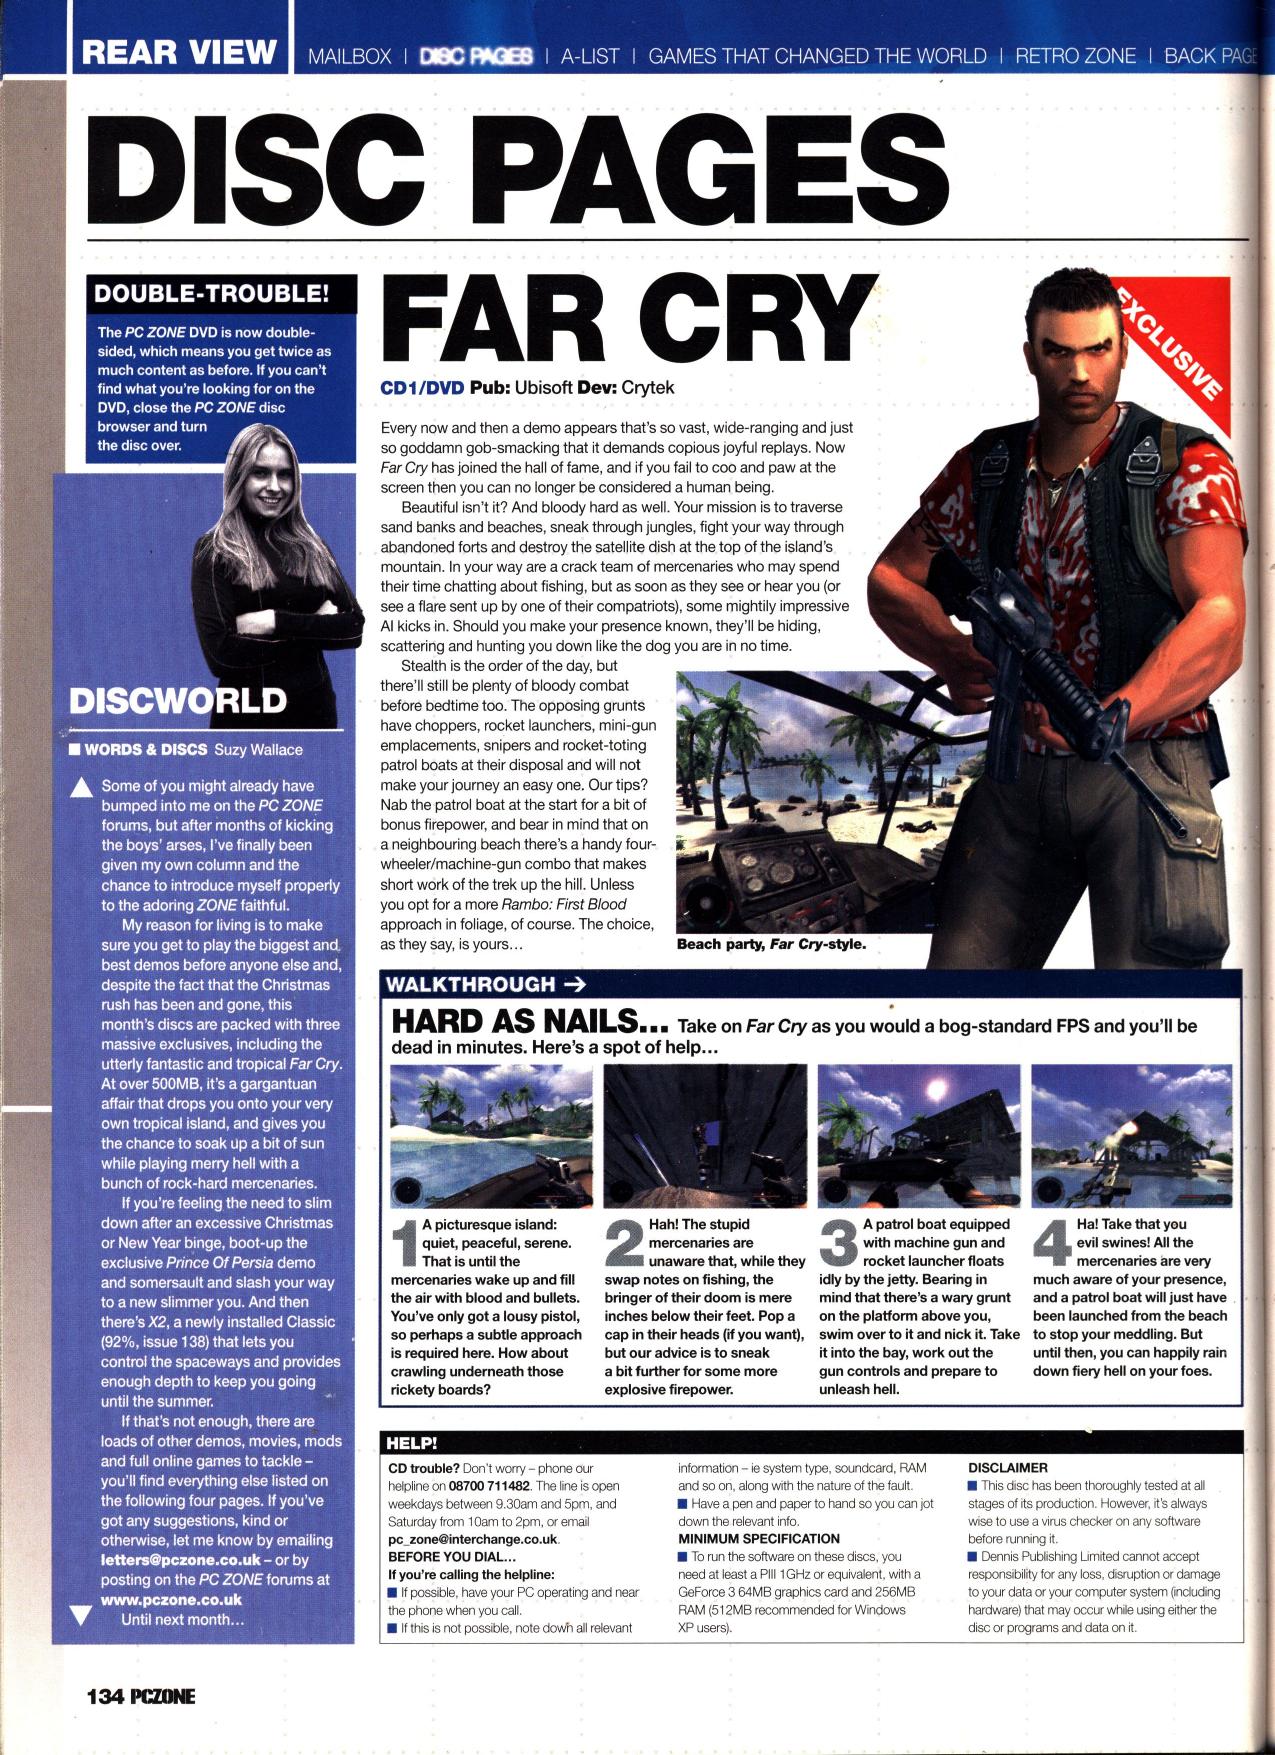 REAR VIEW
MAILBOX | DISC PAGES | A-LIST | GAMES THAT CHANGED THE WORLD | RETRO ZONE | BACK PAGE
DISC PAGES
DOUBLE-TROUBLE!
The PC ZONE DVD is now double-
sided, which means you get twice as
much content as before. If you can't
find what you're looking for on the
DVD, close the PC ZONE disc
browser and turn
the disc over.
DISCWORLD
■ WORDS & DISCS Suzy Wallace
Some of you might already have
bumped into me on the PC ZONE
forums, but after months of kicking
the boys' arses, I've finally been
given my own column and the
chance to introduce myself properly
to the adoring ZONE faithful.
My reason for living is to make
sure you get to play the biggest and
best demos before anyone else and,
despite the fact that the Christmas
rush has been and gone, this
month's discs are packed with three
massive exclusives, including the
utterly fantastic and tropical Far Cry.
At over 500MB, it's a gargantuan
affair that drops you onto your very
own tropical island, and gives you
the chance to soak up a bit of sun
while playing merry hell with a
bunch of rock-hard mercenaries.
If you're feeling the need to slim
down after an excessive Christmas
or New Year binge, boot-up the
exclusive Prince Of Persia demo
and somersault and slash your way
to a new slimmer you. And then
there's X2, a newly installed Classic
(92%, issue 138) that lets you
control the spaceways and provides
enough depth to keep you going
until the summer.
If that's not enough, there are
loads of other demos, movies, mods
and full online games to tackle –
you'll find everything else listed on
the following four pages. If you've
got any suggestions, kind or
otherwise, let me know by emailing
letters@pczone.co.uk – or by
posting on the PC ZONE forums at
www.pczone.co.uk
Until next month...
FAR CRY
EXCLUSIVE
CD1/DVD Pub: Ubisoft Dev: Crytek
Every now and then a demo appears that's so vast, wide-ranging and just
so goddamn gob-smacking that it demands copious joyful replays. Now
Far Cry has joined the hall of fame, and if you fail to coo and paw at the
screen then you can no longer be considered a human being.
Beautiful isn't it? And bloody hard as well. Your mission is to traverse
sand banks and beaches, sneak through jungles, fight your way through
abandoned forts and destroy the satellite dish at the top of the island's
mountain. In your way are a crack team of mercenaries who may spend
their time chatting about fishing, but as soon as they see or hear you (or
see a flare sent up by one of their compatriots), some mightily impressive
AI kicks in. Should you make your presence known, they'll be hiding,
scattering and hunting you down like the dog you are in no time.
Stealth is the order of the day, but
there'll still be plenty of bloody combat
before bedtime too. The opposing grunts
have choppers, rocket launchers, mini-gun
emplacements, snipers and rocket-toting
patrol boats at their disposal and will not
make your journey an easy one. Our tips?
Nab the patrol boat at the start for a bit of
bonus firepower, and bear in mind that on
a neighbouring beach there's a handy four-
wheeler/machine-gun combo that makes
short work of the trek up the hill. Unless
you opt for a more Rambo: First Blood
approach in foliage, of course. The choice,
as they say, is yours...
Beach party, Far Cry-style.
WALKTHROUGH →
HARD AS NAILS... Take on Far Cry as you would a bog-standard FPS and you'll be
dead in minutes. Here's a spot of help...
1 A picturesque island:
quiet, peaceful, serene.
That is until the
mercenaries wake up and fill
the air with blood and bullets.
You've only got a lousy pistol,
so perhaps a subtle approach
is required here. How about
crawling underneath those
rickety boards?
2 Hah! The stupid
mercenaries are
unaware that, while they
swap notes on fishing, the
bringer of their doom is mere
inches below their feet. Pop a
cap in their heads (if you want),
but our advice is to sneak
a bit further for some more
explosive firepower.
3 A patrol boat equipped
with machine gun and
rocket launcher floats
idly by the jetty. Bearing in
mind that there's a wary grunt
on the platform above you,
swim over to it and nick it. Take
it into the bay, work out the
gun controls and prepare to
unleash hell.
4 Ha! Take that you
evil swines! All the
mercenaries are very
much aware of your presence,
and a patrol boat will just have
been launched from the beach
to stop your meddling. But
until then, you can happily rain
down fiery hell on your foes.
HELP!
CD trouble? Don't worry – phone our
helpline on 08700 711482. The line is open
weekdays between 9.30am and 5pm, and
Saturday from 10am to 2pm, or email
pc_zone@interchange.co.uk.
BEFORE YOU DIAL...
If you're calling the helpline:
■ If possible, have your PC operating and near
the phone when you call.
■ If this is not possible, note down all relevant
information – ie system type, soundcard, RAM
and so on, along with the nature of the fault.
■ Have a pen and paper to hand so you can jot
down the relevant info.
MINIMUM SPECIFICATION
■ To run the software on these discs, you
need at least a PIII 1GHz or equivalent, with a
GeForce 3 64MB graphics card and 256MB
RAM (512MB recommended for Windows
XP users).
DISCLAIMER
■ This disc has been thoroughly tested at all
stages of its production. However, it's always
wise to use a virus checker on any software
before running it.
■ Dennis Publishing Limited cannot accept
responsibility for any loss, disruption or damage
to your data or your computer system (including
hardware) that may occur while using either the
disc or programs and data on it.
134 PCZONE